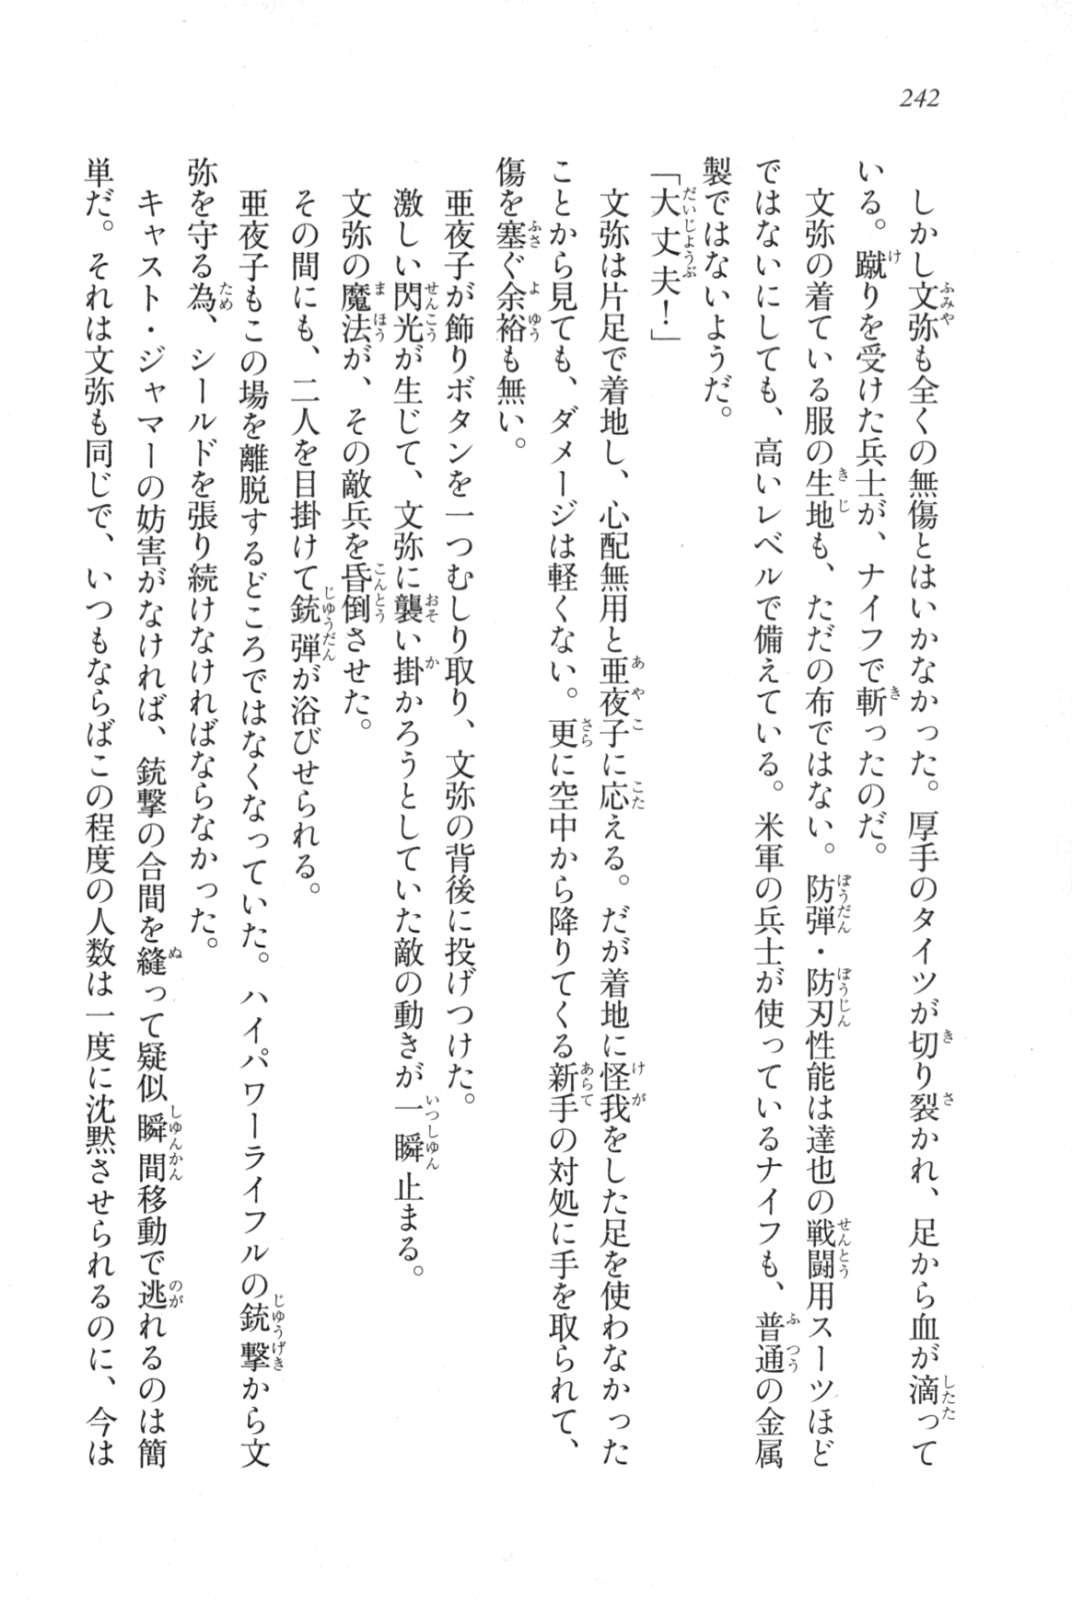 242
しかし文弥も全くの無傷とはいかなかった。厚手のタイツが切り裂かれ、足から血が滴って
いる。蹴りを受けた兵士が、ナイフで斬ったのだ。
文弥の着ている服の生地も、ただの布ではない。防弾・防刃性能は達也の戦闘用スーツほど
ではないにしても、高いレベルで備えている。米軍の兵士が使っているナイフも、普通の金属
製ではないようだ。
「大丈夫！」
文弥は片足で着地し、心配無用と亜夜子に応える。だが着地に怪我をした足を使わなかった
ことから見ても、ダメージは軽くない。更に空中から降りてくる新手の対処に手を取られて、
傷を塞ぐ余裕も無い。
亜夜子が飾りボタンを一つむしり取り、文弥の背後に投げつけた。
激しい閃光が生じて、文弥に襲い掛かろうとしていた敵の動きが一瞬止まる。
文弥の魔法が、その敵兵を昏倒させた。
その間にも、二人を目掛けて銃弾が浴びせられる。
亜夜子もこの場を離脱するどころではなくなっていた。ハイパワーライフルの銃撃から文
弥を守る為、シールドを張り続けなければならなかった。
キャスト・ジャマーの妨害がなければ、銃撃の合間を縫って疑似瞬間移動で逃れるのは簡
単だ。それは文弥も同じで、いつもならばこの程度の人数は一度に沈黙させられるのに、今は